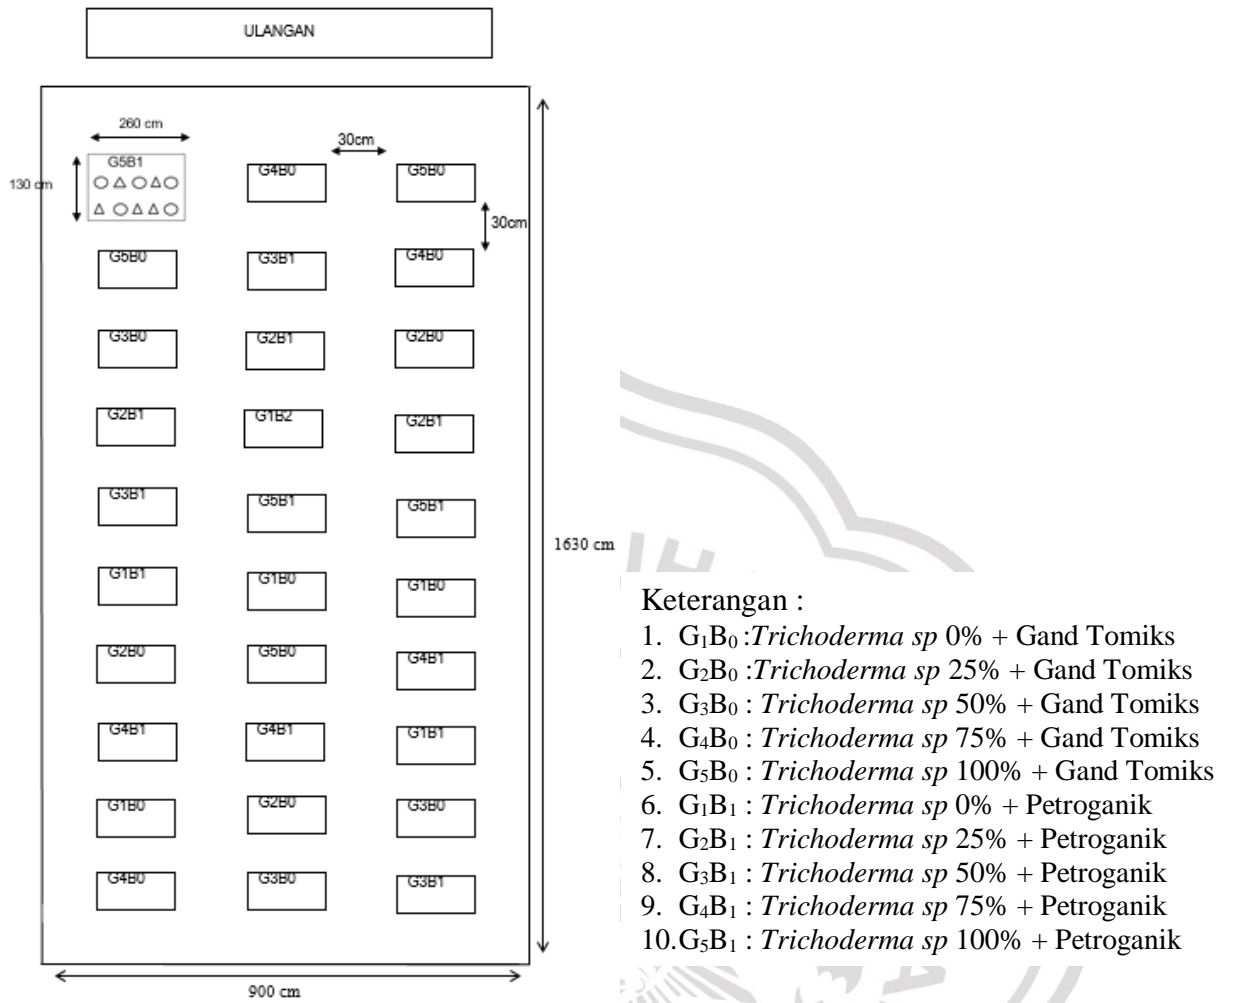 ULANGAN
260 cm
30cm
G5B1
G4B0
G5B0
130 cm
30cm
G5B0
G3B1
G4B0
G3B0
G2B1
G2B0
G2B1
G1B2
G2B1
G3B1
G5B1
G5B1
1630 cm
G1B1
G1B0
G1B0
G2B0
G5B0
G4B1
G4B1
G4B1
G1B1
G1B0
G2B0
G3B0
G4B0
G3B0
G3B1
900 cm
Keterangan :
1. G₁B₀ :Trichoderma sp 0% + Gand Tomiks
2. G₂B₀ :Trichoderma sp 25% + Gand Tomiks
3. G₃B₀ : Trichoderma sp 50% + Gand Tomiks
4. G₄B₀ : Trichoderma sp 75% + Gand Tomiks
5. G₅B₀ : Trichoderma sp 100% + Gand Tomiks
6. G₁B₁ : Trichoderma sp 0% + Petroganik
7. G₂B₁ : Trichoderma sp 25% + Petroganik
8. G₃B₁ : Trichoderma sp 50% + Petroganik
9. G₄B₁ : Trichoderma sp 75% + Petroganik
10.G₅B₁ : Trichoderma sp 100% + Petroganik